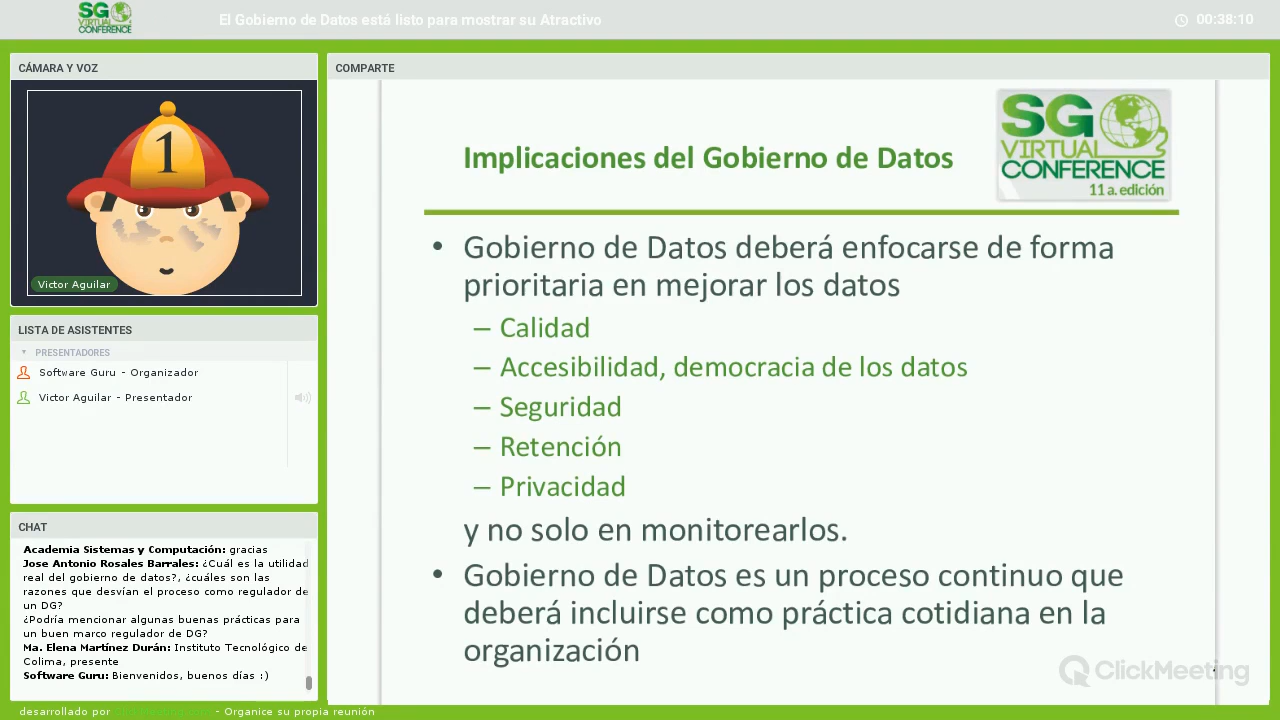 SG
VIRTUAL
CONFERENCE
El Gobierno de Datos está listo para mostrar su Atractivo
00:38:10
CÁMARA Y VOZ
1
Victor Aguilar
LISTA DE ASISTENTES
PRESENTADORES
Software Guru - Organizador
Victor Aguilar - Presentador
CHAT
Academia Sistemas y Computación: gracias
Jose Antonio Rosales Barrales: ¿Cuál es la utilidad
real del gobierno de datos?, ¿cuáles son las
razones que desvían el proceso como regulador de
un DG?
¿Podría mencionar algunas buenas prácticas para
un buen marco regulador de DG?
Ma. Elena Martínez Durán: Instituto Tecnológico de
Colima, presente
Software Guru: Bienvenidos, buenos días :)
desarrollado por
- Organice su propia reunión
COMPARTE
SG
VIRTUAL
CONFERENCE
11 a. edición
Implicaciones del Gobierno de Datos
• Gobierno de Datos deberá enfocarse de forma
prioritaria en mejorar los datos
– Calidad
– Accesibilidad, democracia de los datos
– Seguridad
– Retención
– Privacidad
y no solo en monitorearlos.
• Gobierno de Datos es un proceso continuo que
deberá incluirse como práctica cotidiana en la
organización
ClickMeeting